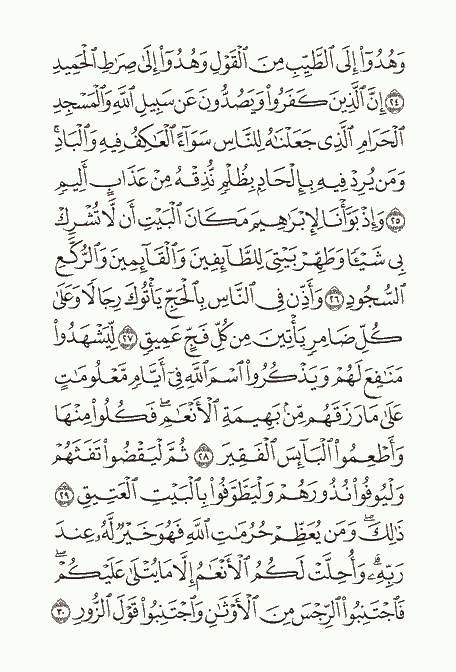 وَهُدُوٓا۟ إِلَى ٱلطَّيِّبِ مِنَ ٱلْقَوْلِ وَهُدُوٓا۟ إِلَىٰ صِرَٰطِ ٱلْحَمِيدِ
﴿٢٤﴾ إِنَّ ٱلَّذِينَ كَفَرُوا۟ وَيَصُدُّونَ عَن سَبِيلِ ٱللَّهِ وَٱلْمَسْجِدِ
ٱلْحَرَامِ ٱلَّذِى جَعَلْنَٰهُ لِلنَّاسِ سَوَآءً ٱلْعَٰكِفُ فِيهِ وَٱلْبَادِ ۚ
وَمَن يُرِدْ فِيهِ بِإِلْحَادٍۭ بِظُلْمٍ نُّذِقْهُ مِنْ عَذَابٍ أَلِيمٍ
﴿٢٥﴾ وَإِذْ بَوَّأْنَا لِإِبْرَٰهِيمَ مَكَانَ ٱلْبَيْتِ أَن لَّا تُشْرِكْ
بِى شَيْـًٔا وَطَهِّرْ بَيْتِىَ لِلطَّآئِفِينَ وَٱلْقَآئِمِينَ وَٱلرُّكَّعِ
ٱلسُّجُودِ ﴿٢٦﴾ وَأَذِّن فِى ٱلنَّاسِ بِٱلْحَجِّ يَأْتُوكَ رِجَالًا وَعَلَىٰ
كُلِّ ضَامِرٍ يَأْتِينَ مِن كُلِّ فَجٍّ عَمِيقٍ ﴿٢٧﴾ لِّيَشْهَدُوا۟
مَنَٰفِعَ لَهُمْ وَيَذْكُرُوا۟ ٱسْمَ ٱللَّهِ فِىٓ أَيَّامٍ مَّعْلُومَٰتٍ
عَلَىٰ مَا رَزَقَهُم مِّنۢ بَهِيمَةِ ٱلْأَنْعَٰمِ ۖ فَكُلُوا۟ مِنْهَا
وَأَطْعِمُوا۟ ٱلْبَآئِسَ ٱلْفَقِيرَ ﴿٢٨﴾ ثُمَّ لْيَقْضُوا۟ تَفَثَهُمْ
وَلْيُوفُوا۟ نُذُورَهُمْ وَلْيَطَّوَّفُوا۟ بِٱلْبَيْتِ ٱلْعَتِيقِ ﴿٢٩﴾
ذَٰلِكَ ۖ وَمَن يُعَظِّمْ حُرُمَٰتِ ٱللَّهِ فَهُوَ خَيْرٌ لَّهُۥ عِندَ
رَبِّهِۦ ۗ وَأُحِلَّتْ لَكُمُ ٱلْأَنْعَٰمُ إِلَّا مَا يُتْلَىٰ عَلَيْكُمْ ۖ
فَٱجْتَنِبُوا۟ ٱلرِّجْسَ مِنَ ٱلْأَوْثَٰنِ وَٱجْتَنِبُوا۟ قَوْلَ ٱلزُّورِ ﴿٣٠﴾